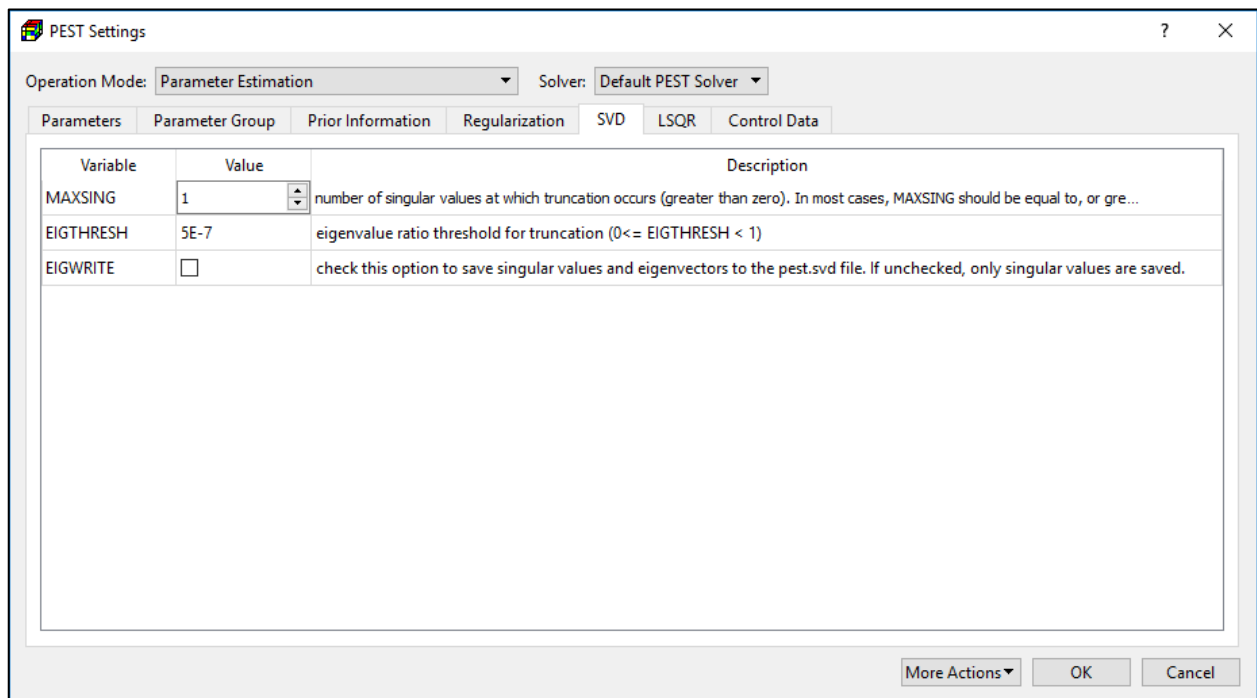 PEST Settings ?
Operation Mode: Parameter Estimation Solver: Default PEST Solver
Parameters Parameter Group Prior Information Regularization SVD LSQR Control Data
Variable Value Description
MAXSING 1 number of singular values at which truncation occurs (greater than zero). In most cases, MAXSING should be equal to, or gre...
EIGTHRESH 5E-7 eigenvalue ratio threshold for truncation (0<= EIGTHRESH < 1)
EIGWRITE check this option to save singular values and eigenvectors to the pest.svd file. If unchecked, only singular values are saved.
More Actions OK Cancel